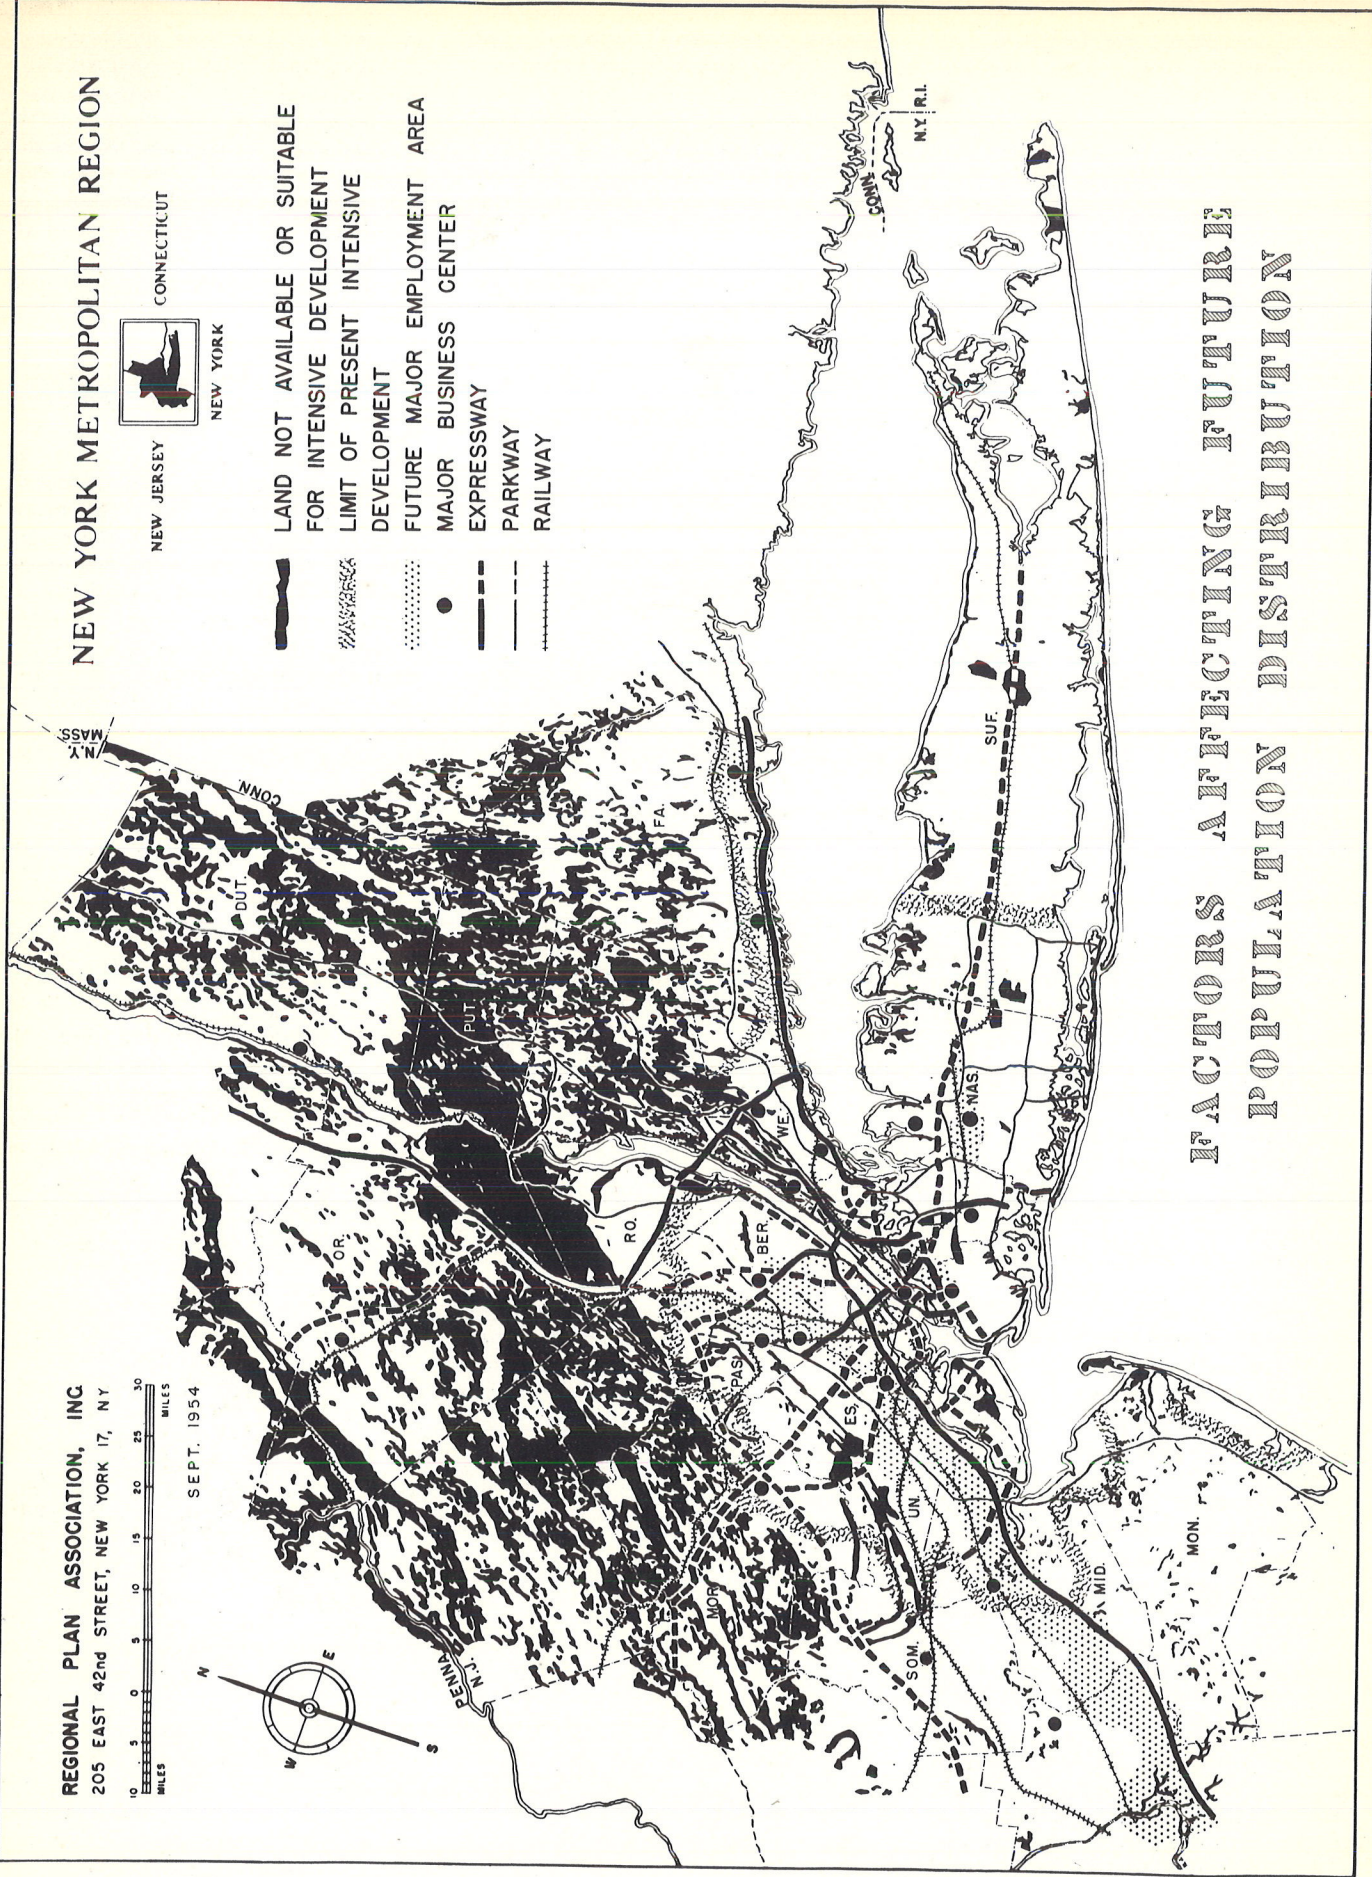 REGIONAL PLAN ASSOCIATION, INC.
205 EAST 42nd STREET, NEW YORK 17, N Y
10 5 0 5 10 15 20 25 30
MILES MILES
SEPT. 1954
N
W E
S
NEW YORK METROPOLITAN REGION
NEW JERSEY CONNECTICUT
NEW YORK
LAND NOT AVAILABLE OR SUITABLE
FOR INTENSIVE DEVELOPMENT
LIMIT OF PRESENT INTENSIVE
DEVELOPMENT
FUTURE MAJOR EMPLOYMENT AREA
MAJOR BUSINESS CENTER
EXPRESSWAY
PARKWAY
RAILWAY
N.Y.
MASS.
CONN.
DUT.
PUT.
OR.
FA.
RO.
WE.
BER.
PAS.
ES.
MOR.
UN.
SOM.
MID.
MON.
NAS.
SUF.
PENNA.
N.J.
CONN.
N.Y. R.I.
FACTORS AFFECTING FUTURE
POPULATION DISTRIBUTION